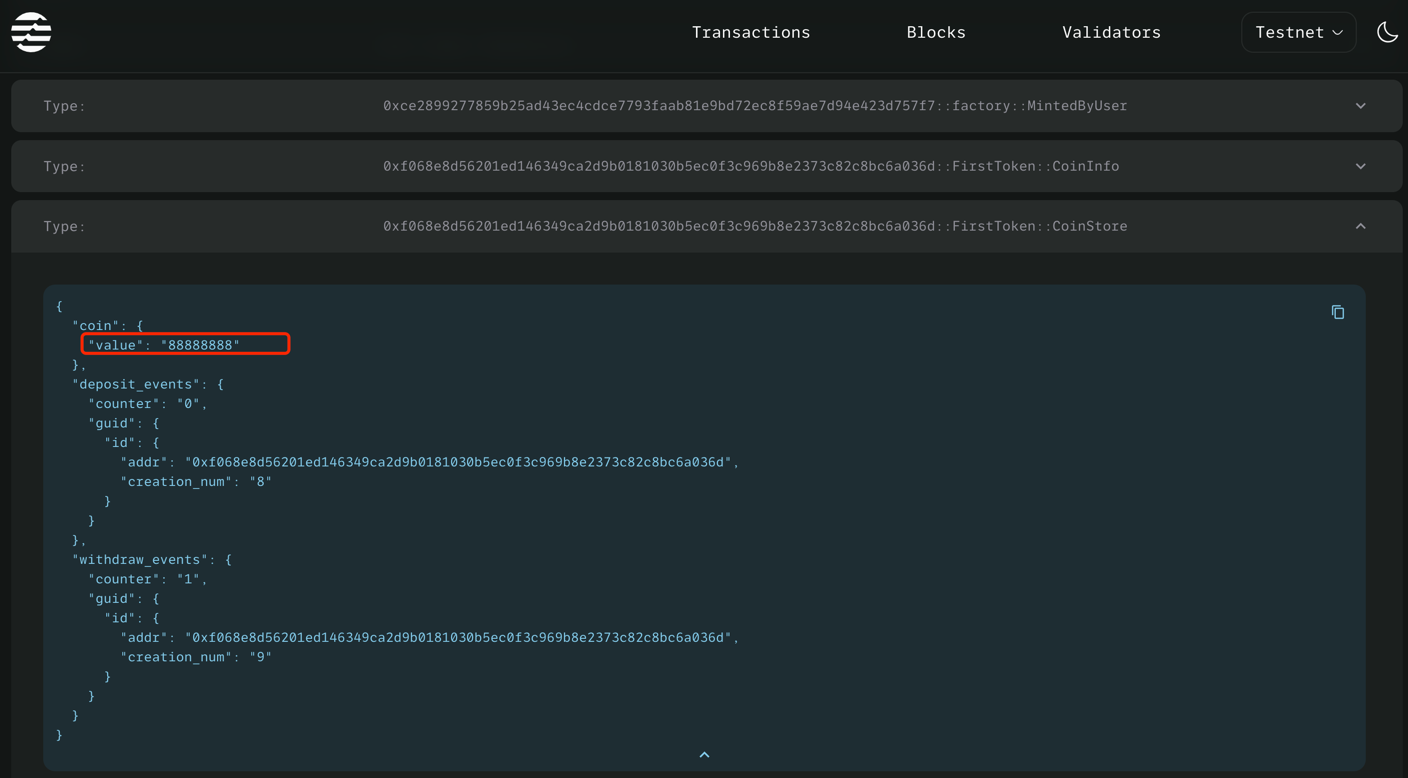 Transactions Blocks Validators Testnet
Type: 0xce2899277859b25ad43ec4cdce7793faab81e9bd72ec8f59ae7d94e423d757f7::factory::MintedByUser
Type: 0xf068e8d56201ed146349ca2d9b0181030b5ec0f3c969b8e2373c82c8bc6a036d::FirstToken::CoinInfo
Type: 0xf068e8d56201ed146349ca2d9b0181030b5ec0f3c969b8e2373c82c8bc6a036d::FirstToken::CoinStore
{
"coin": {
"value": "88888888"
},
"deposit_events": {
"counter": "0",
"guid": {
"id": {
"addr": "0xf068e8d56201ed146349ca2d9b0181030b5ec0f3c969b8e2373c82c8bc6a036d",
"creation_num": "8"
}
}
},
"withdraw_events": {
"counter": "1",
"guid": {
"id": {
"addr": "0xf068e8d56201ed146349ca2d9b0181030b5ec0f3c969b8e2373c82c8bc6a036d",
"creation_num": "9"
}
}
}
}